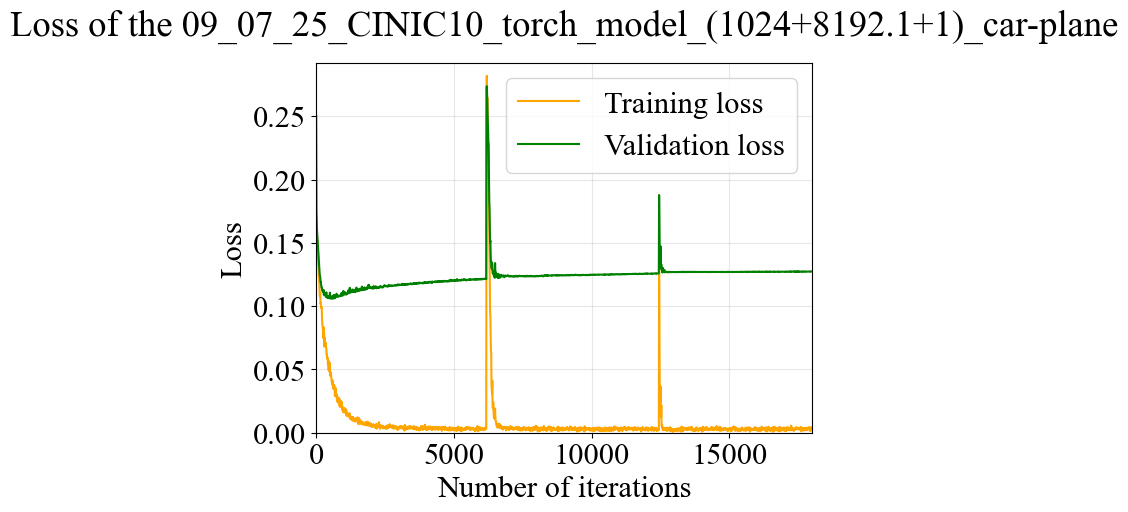 Loss of the 09_07_25_CINIC10_torch_model_(1024+8192.1+1)_car-plane
Training loss
Validation loss
Loss
0.25
0.20
0.15
0.10
0.05
0.00
0 5000 10000 15000
Number of iterations